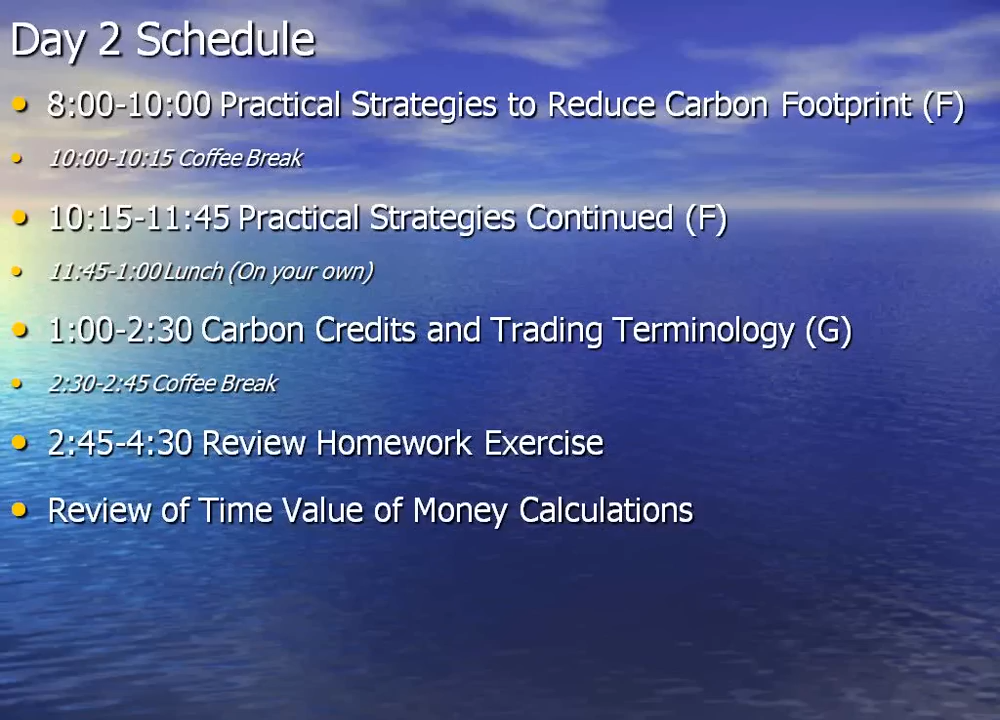 Day 2 Schedule
• 8:00-10:00 Practical Strategies to Reduce Carbon Footprint (F)
• 10:00-10:15 Coffee Break
• 10:15-11:45 Practical Strategies Continued (F)
• 11:45-1:00 Lunch (On your own)
• 1:00-2:30 Carbon Credits and Trading Terminology (G)
• 2:30-2:45 Coffee Break
• 2:45-4:30 Review Homework Exercise
• Review of Time Value of Money Calculations